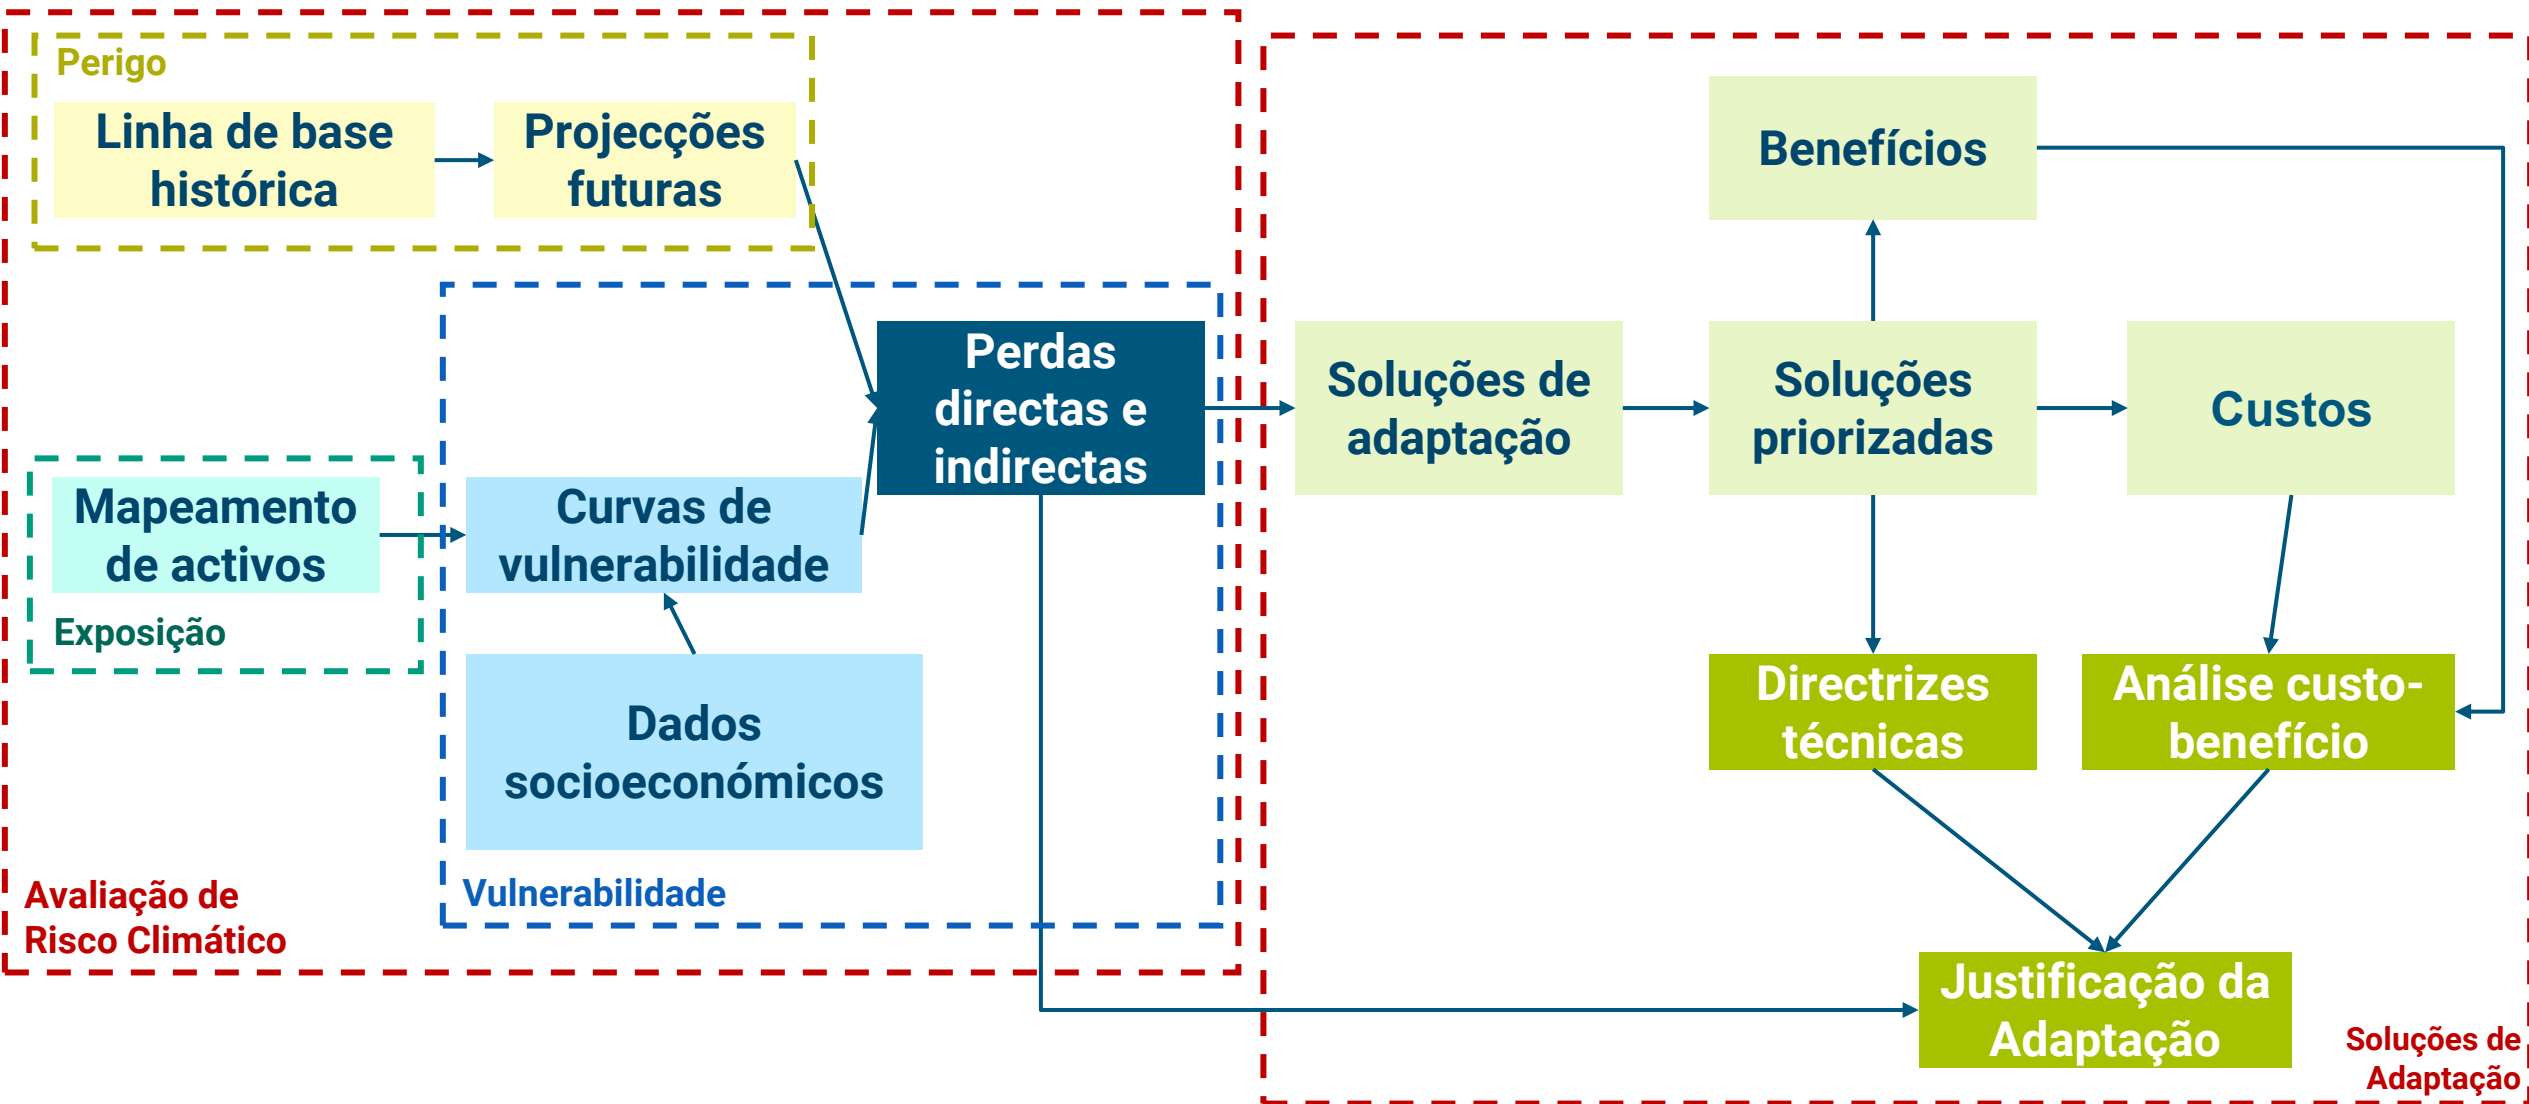 Perigo
Linha de base
histórica
Projecções
futuras
Perdas
directas e
indirectas
Mapeamento
de activos
Exposição
Curvas de
vulnerabilidade
Dados
socioeconómicos
Vulnerabilidade
Avaliação de
Risco Climático
Benefícios
Soluções de
adaptação
Soluções
priorizadas
Custos
Directrizes
técnicas
Análise custo-
benefício
Justificação da
Adaptação
Soluções de
Adaptação